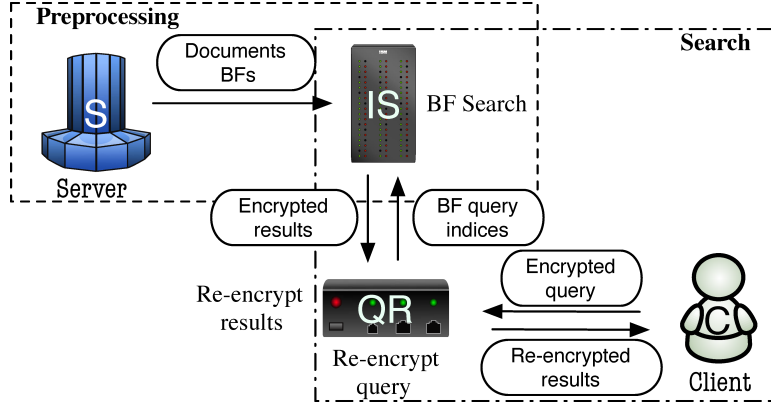 Preprocessing
Search
Documents
BFs
S
Server
IS
BF Search
Encrypted
results
BF query
indices
Re-encrypt
results
QR
Re-encrypt
query
Encrypted
query
Re-encrypted
results
C
Client